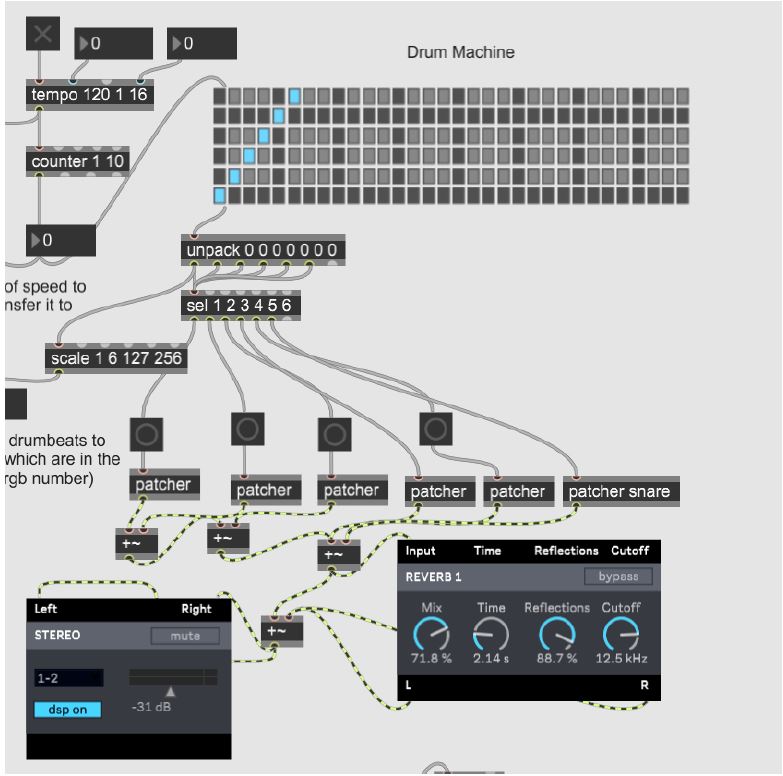 0
0
Drum Machine
tempo 120 1 16
counter 1 10
0
unpack 0 0 0 0 0 0 0
of speed to
nsfer it to
sel 1 2 3 4 5 6
scale 1 6 127 256
drumbeats to
which are in the
rgb number)
patcher
patcher
patcher
patcher
patcher
patcher snare
+~
+~
+~
Input Time Reflections Cutoff
REVERB 1 bypass
Mix Time Reflections Cutoff
71.8 % 2.14 s 88.7 % 12.5 kHz
L R
+~
Left Right
STEREO mute
1-2
dsp on -31 dB